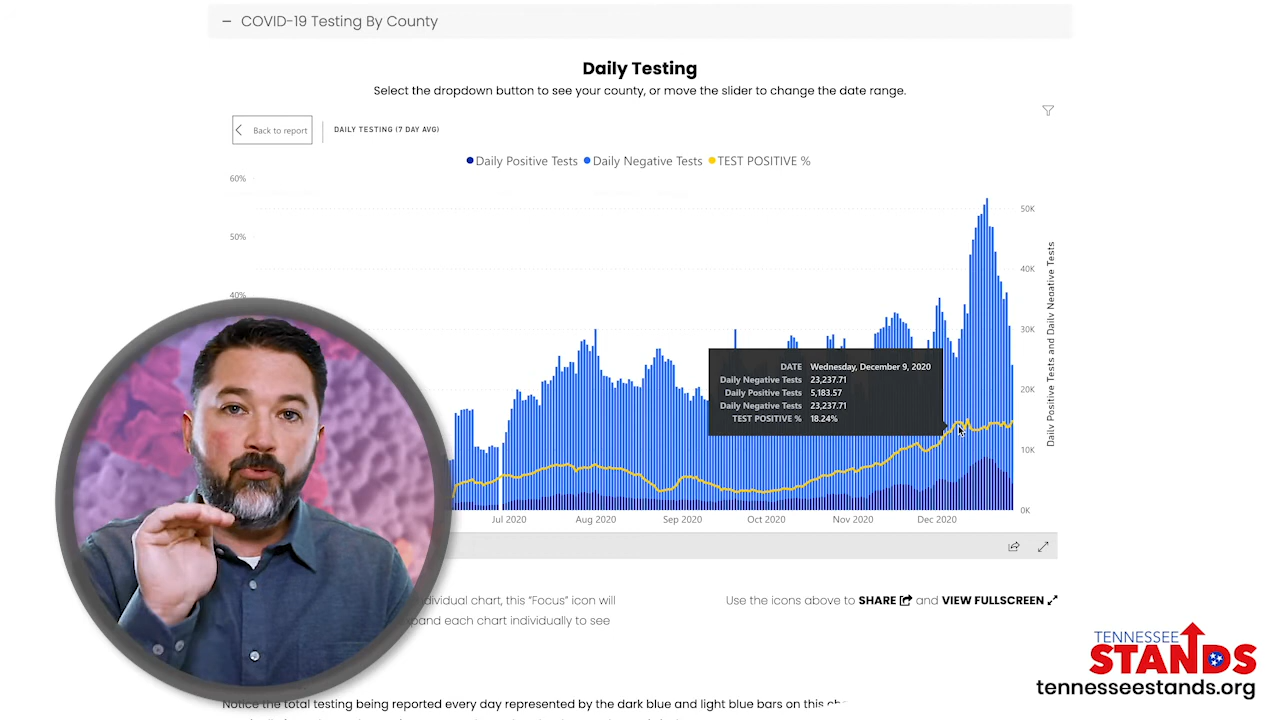 − COVID-19 Testing By County
Daily Testing
Select the dropdown button to see your county, or move the slider to change the date range.
Back to report
DAILY TESTING (7 DAY AVG)
Daily Positive Tests Daily Negative Tests TEST POSITIVE %
60%
50%
40%
50K
40K
30K
20K
10K
0K
Daily Positive Tests and Daily Negative Tests
DATE Wednesday, December 9, 2020
Daily Negative Tests 23,237.71
Daily Positive Tests 5,183.57
Daily Negative Tests 23,237.71
TEST POSITIVE % 18.24%
Jul 2020 Aug 2020 Sep 2020 Oct 2020 Nov 2020 Dec 2020
chart, this “Focus” icon will
each chart individually to see
Use the icons above to SHARE and VIEW FULLSCREEN
TENNESSEE
STANDS
tennesseestands.org
Notice the total testing being reported every day represented by the dark blue and light blue bars on this